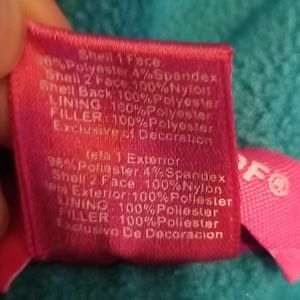 Shell 1 Face
96%Polyester,4%Spandex
Shell 2 Face :100%Nylon
Shell Back :100%Polyester
LINING: 100%Polyester
FILLER: 100%Polyester
Exclusive of Decoration
tela 1 Exterior
96%Poliester,4%Spandex
Shell 2 Face :100%Nylon
tela Exterior:100%Poliester
LINING: 100%Poliester
FILLER: 100%Poliester
Exclusivo De Decoracion